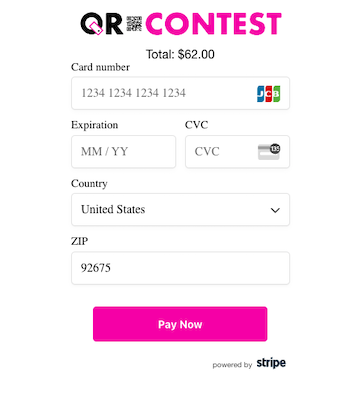 QR CONTEST
Total: $62.00
Card number
1234 1234 1234 1234 JCB
Expiration CVC
MM / YY CVC 135
Country
United States
ZIP
92675
Pay Now
powered by stripe